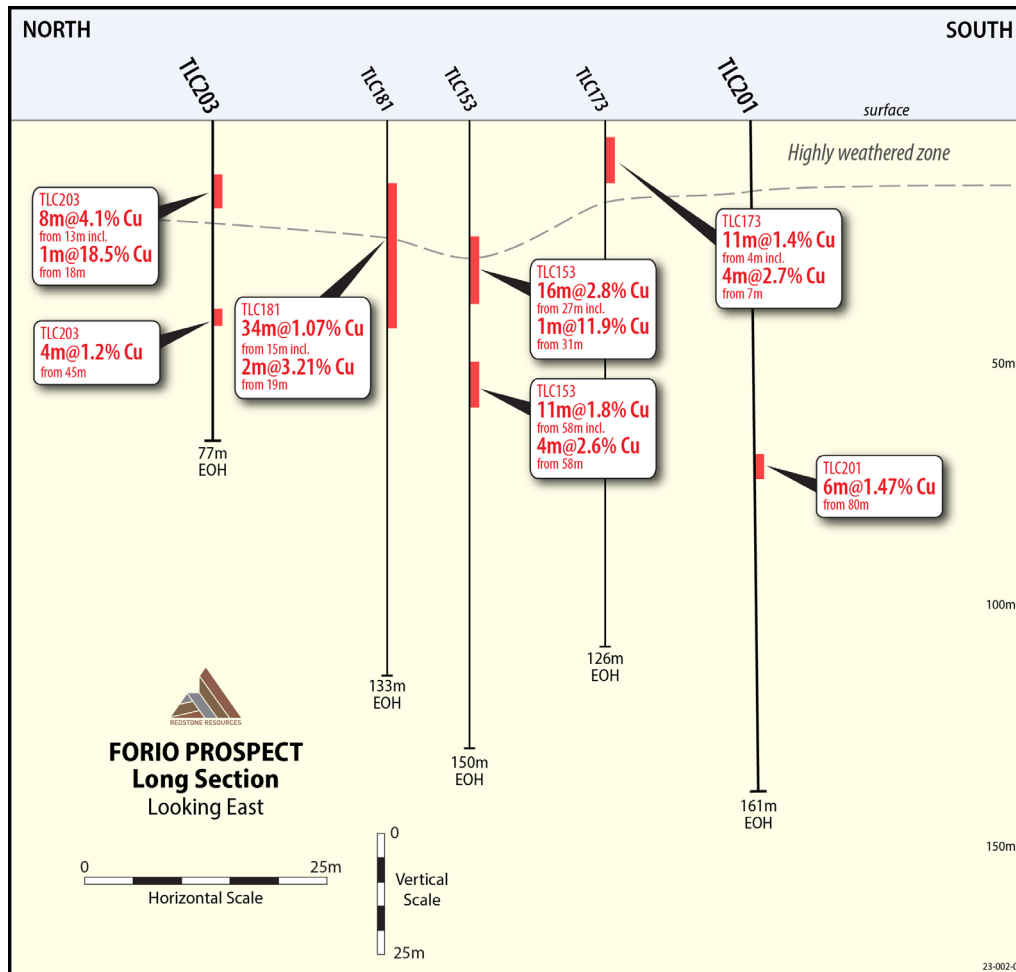 NORTH
SOUTH
TLC203
TLC181
TLC153
TLC173
TLC201
surface
Highly weathered zone
TLC203
8m@4.1% Cu
from 13m incl.
1m@18.5% Cu
from 18m
TLC203
4m@1.2% Cu
from 45m
TLC181
34m@1.07% Cu
from 15m incl.
2m@3.21% Cu
from 19m
TLC153
16m@2.8% Cu
from 27m incl.
1m@11.9% Cu
from 31m
TLC153
11m@1.8% Cu
from 58m incl.
4m@2.6% Cu
from 58m
TLC173
11m@1.4% Cu
from 4m incl.
4m@2.7% Cu
from 7m
TLC201
6m@1.47% Cu
from 80m
50m
100m
150m
77m
EOH
133m
EOH
150m
EOH
126m
EOH
161m
EOH
REDSTONE RESOURCES
FORIO PROSPECT
Long Section
Looking East
0
25m
Horizontal Scale
0
Vertical
Scale
25m